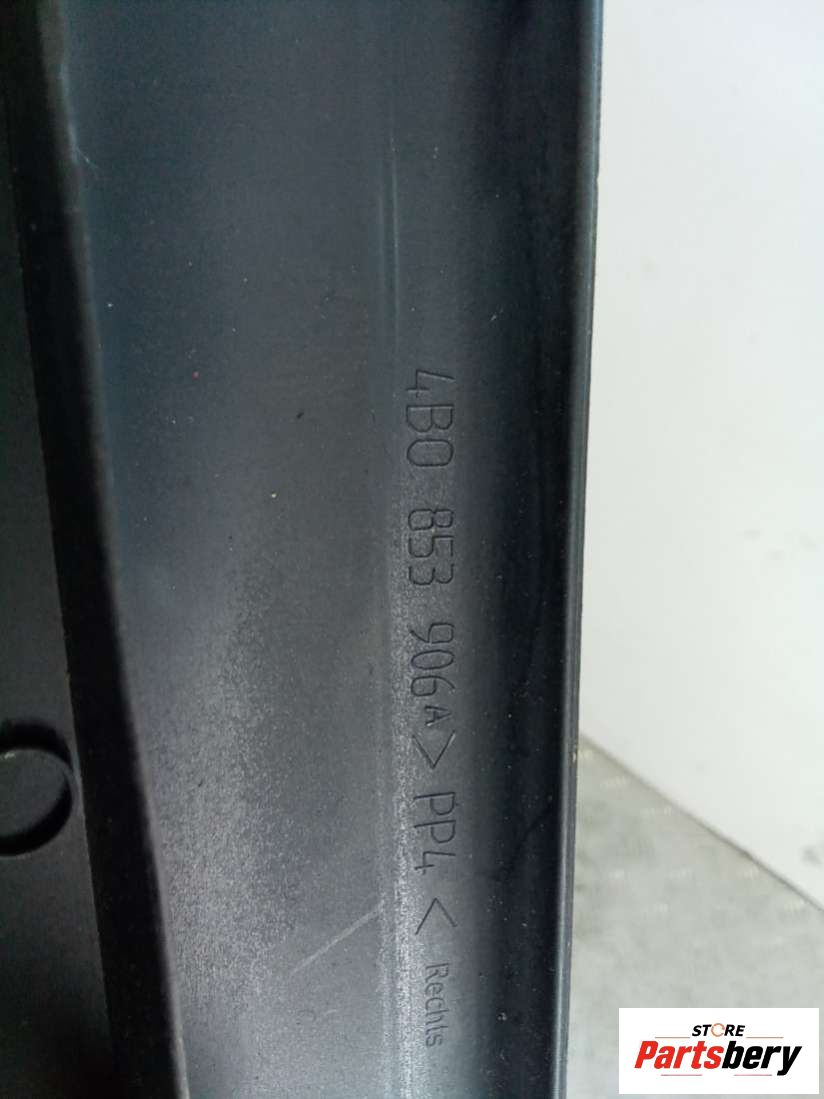 4B0 853 906A >PP4< Rechts
STORE
Partsbery